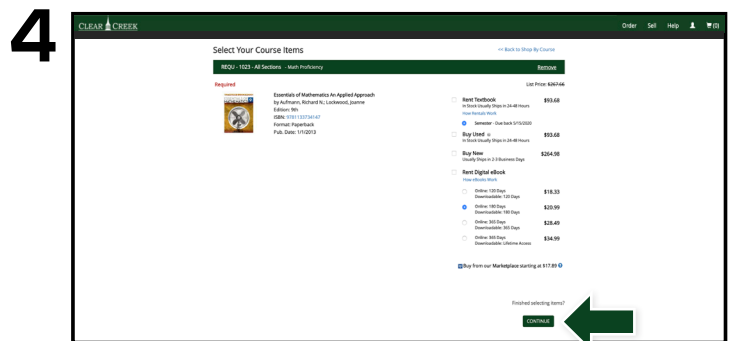 4
CLEAR CREEK
Order Sell Help (0)
Select Your Course Items
<< Back to Shop By Course
REQU - 1023 - All Sections - Math Proficiency
Remove
Required
List Price: $267.66
Essentials of Mathematics An Applied Approach
by Aufmann, Richard N.; Lockwood, Joanne
Edition: 9th
ISBN: 9781133734147
Format: Paperback
Pub. Date: 1/1/2013
Rent Textbook $93.68
In Stock Usually Ships in 24-48 Hours
How Rentals Work
Semester - Due back 5/15/2020
Buy Used $93.68
In Stock Usually Ships in 24-48 Hours
Buy New $264.98
Usually Ships in 2-3 Business Days
Rent Digital eBook
How eBooks Work
Online: 120 Days $18.33
Downloadable: 120 Days
Online: 180 Days $20.99
Downloadable: 180 Days
Online: 365 Days $28.49
Downloadable: 365 Days
Online: 365 Days $34.99
Downloadable: Lifetime Access
Buy from our Marketplace starting at $17.89
Finished selecting items?
CONTINUE